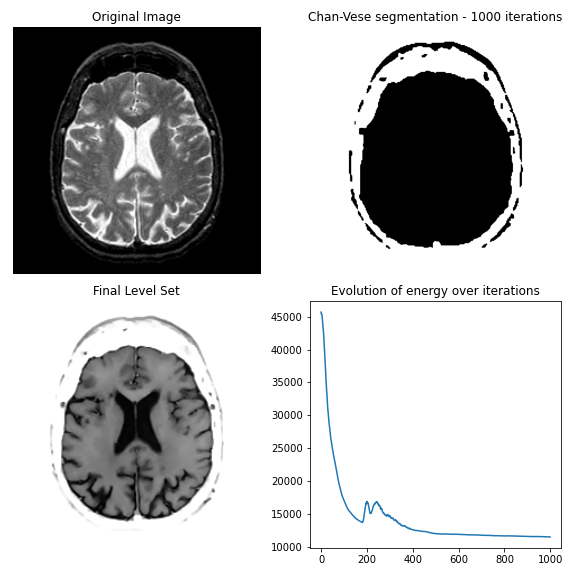 Original Image
Chan-Vese segmentation - 1000 iterations
Final Level Set
Evolution of energy over iterations
45000
40000
35000
30000
25000
20000
15000
10000
0 200 400 600 800 1000